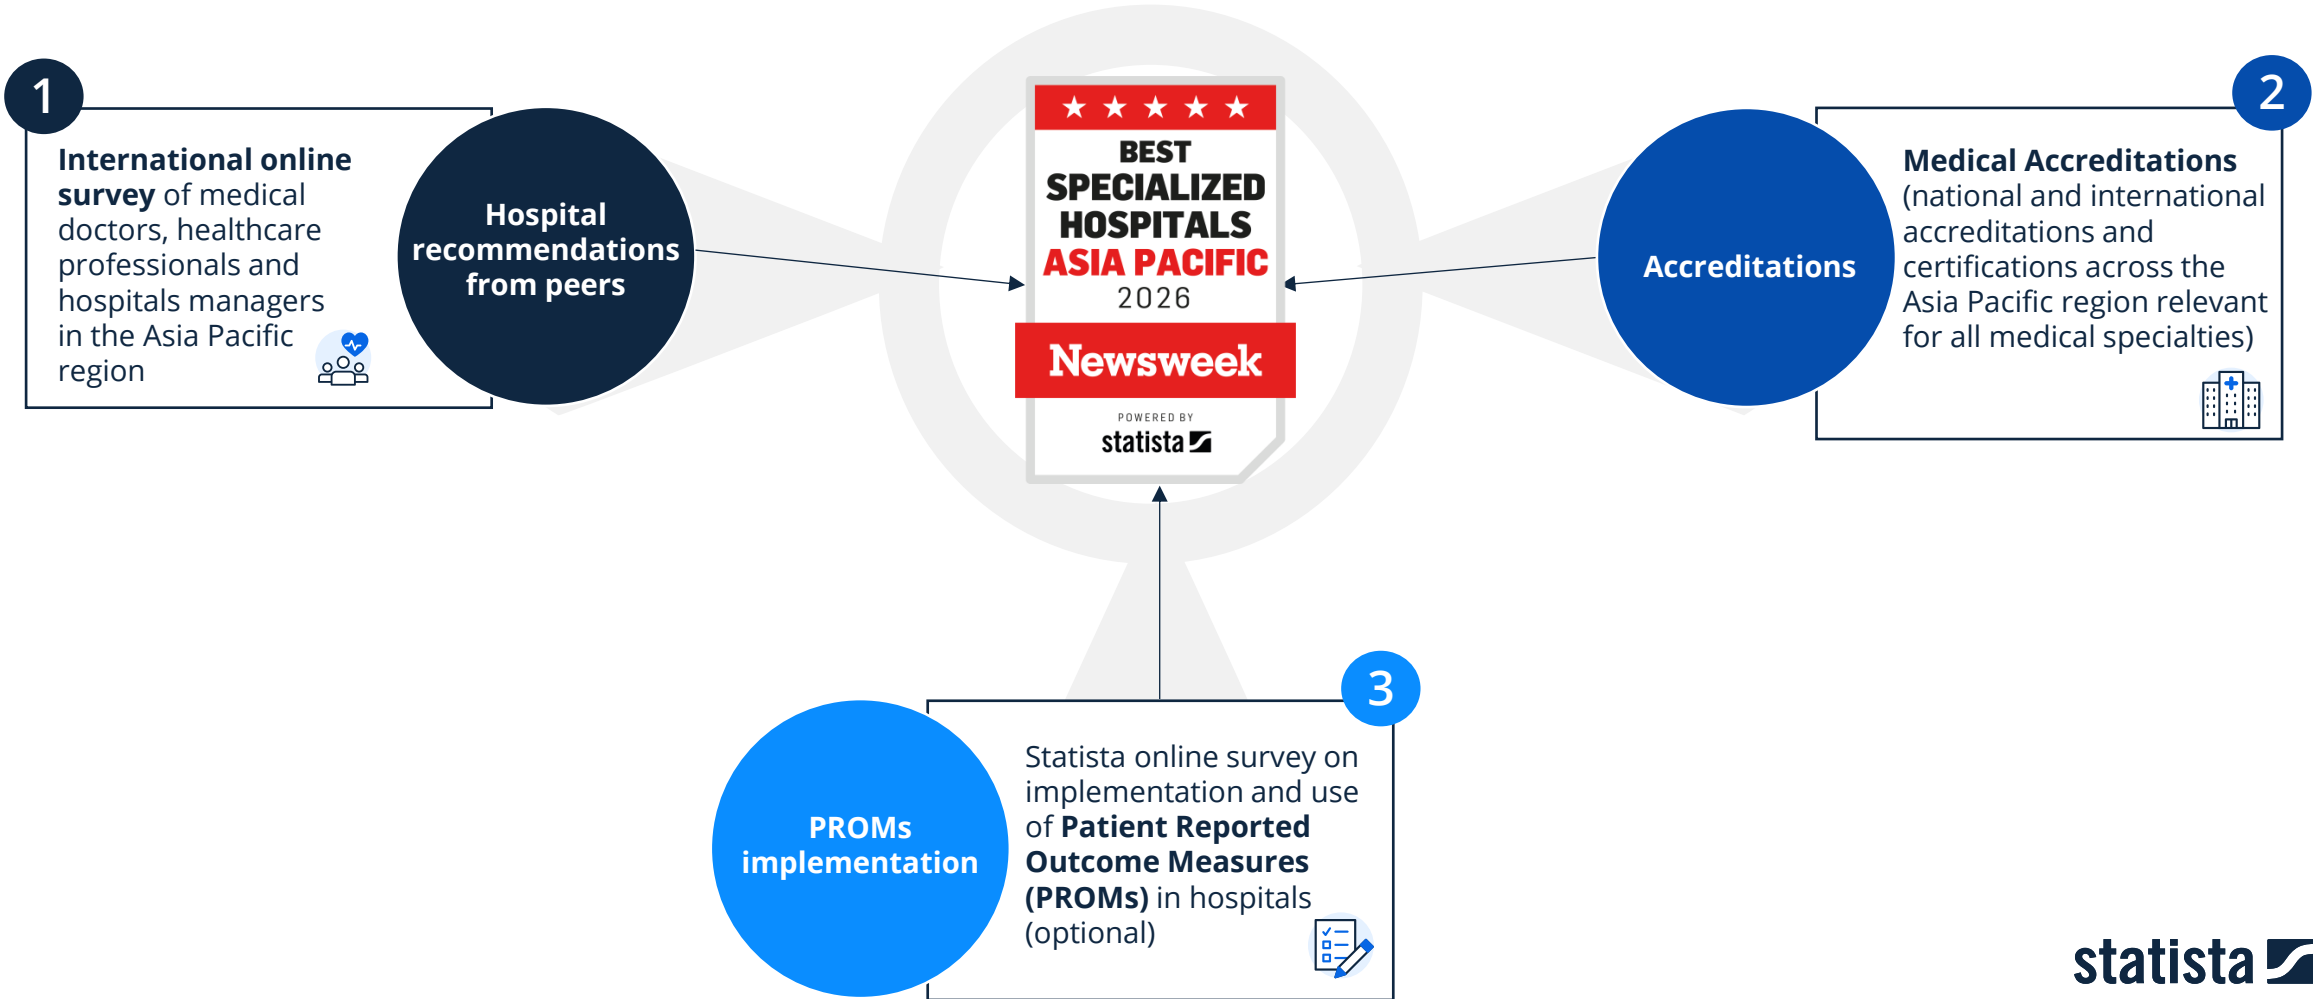 1
International online
survey of medical
doctors, healthcare
professionals and
hospitals managers
in the Asia Pacific
region
Hospital
recommendations
from peers
BEST
SPECIALIZED
HOSPITALS
ASIA PACIFIC
2026
Newsweek
POWERED BY
statista
Accreditations
2
Medical Accreditations
(national and international
accreditations and
certifications across the
Asia Pacific region relevant
for all medical specialties)
PROMs
implementation
3
Statista online survey on
implementation and use
of Patient Reported
Outcome Measures
(PROMs) in hospitals
(optional)
statista